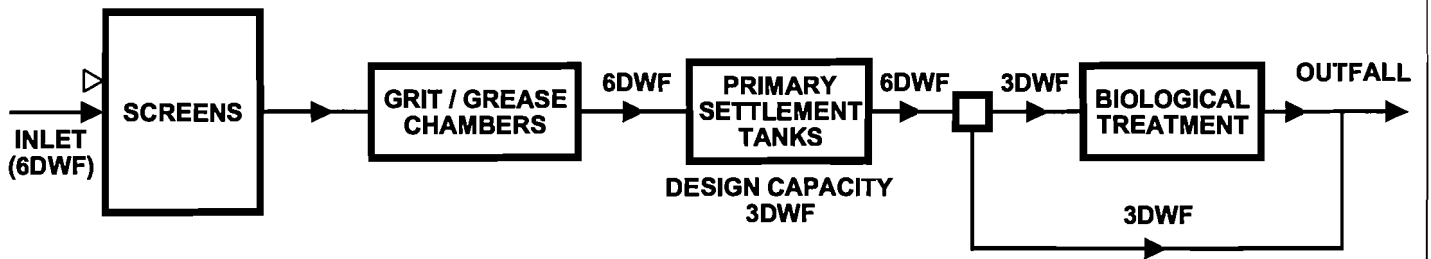 INLET
(6DWF)
SCREENS
GRIT / GREASE
CHAMBERS
6DWF
PRIMARY
SETTLEMENT
TANKS
DESIGN CAPACITY
3DWF
6DWF
3DWF
BIOLOGICAL
TREATMENT
OUTFALL
3DWF